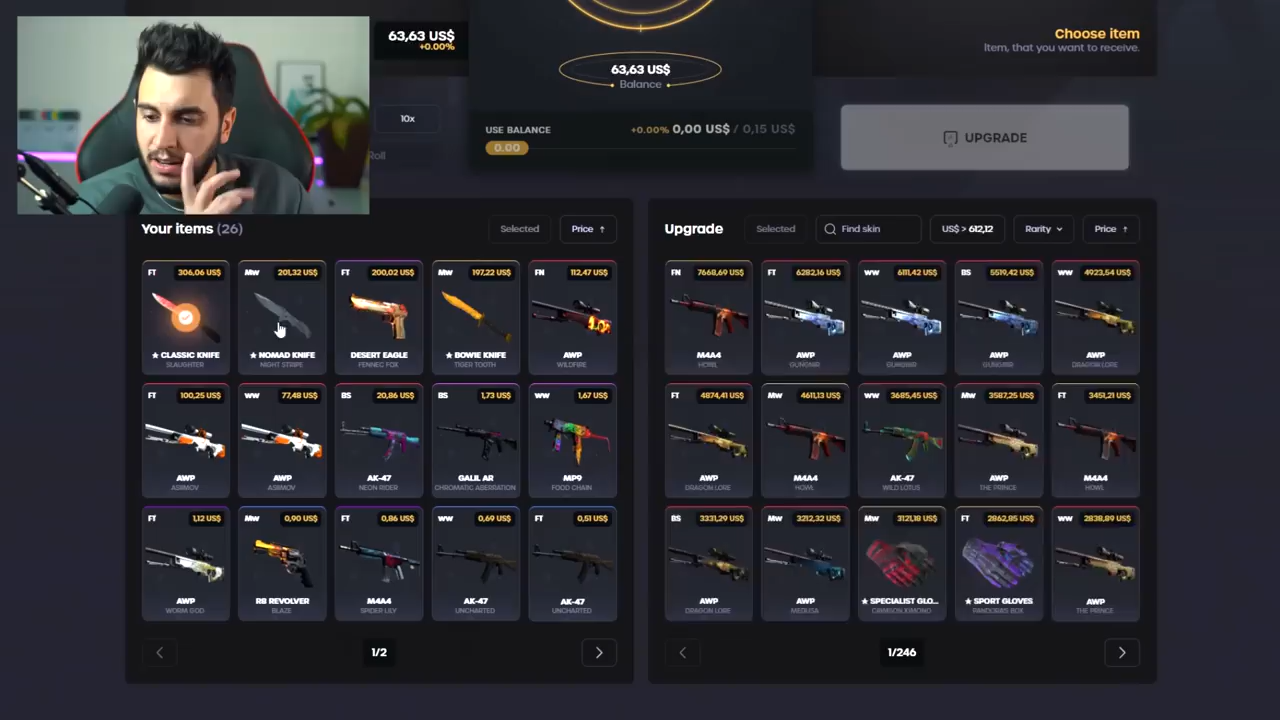 63,63 US$
+0.00%
Choose item
Item, that you want to receive.
63,63 US$
Balance
10x
Roll
USE BALANCE
+0.00% 0,00 US$ / 0,15 US$
0.00
UPGRADE
Your items (26)
Selected
Price ↑
FT 306,06 US$
MW 201,32 US$
FT 200,02 US$
MW 197,22 US$
FN 112,47 US$
★ CLASSIC KNIFE
SLAUGHTER
★ NOMAD KNIFE
NIGHT STRIPE
DESERT EAGLE
FENNEC FOX
★ BOWIE KNIFE
TIGER TOOTH
AWP
WILDFIRE
FT 100,25 US$
WW 77,48 US$
BS 20,86 US$
BS 1,73 US$
WW 1,67 US$
AWP
ASIIMOV
AWP
ASIIMOV
AK-47
NEON RIDER
GALIL AR
CHROMATIC ABERRATION
MP9
FOOD CHAIN
FT 1,12 US$
MW 0,90 US$
FT 0,86 US$
WW 0,69 US$
FT 0,51 US$
AWP
WORM GOD
R8 REVOLVER
BLAZE
M4A4
SPIDER LILY
AK-47
UNCHARTED
AK-47
UNCHARTED
1/2
Upgrade
Selected
Find skin
US$ > 612,12
Rarity
Price ↑
FN 7668,69 US$
FT 6282,16 US$
WW 6111,42 US$
BS 5519,42 US$
WW 4923,54 US$
M4A4
HOWL
AWP
GUNGNIR
AWP
GUNGNIR
AWP
GUNGNIR
AWP
DRAGON LORE
FT 4874,41 US$
MW 4611,13 US$
WW 3685,45 US$
MW 3587,25 US$
FT 3451,21 US$
AWP
DRAGON LORE
M4A4
HOWL
AK-47
WILD LOTUS
AWP
THE PRINCE
M4A4
HOWL
BS 3331,29 US$
MW 3212,32 US$
MW 3121,18 US$
FT 2862,85 US$
WW 2838,89 US$
AWP
DRAGON LORE
AWP
MEDUSA
★ SPECIALIST GLO...
CRIMSON KIMONO
★ SPORT GLOVES
PANDORA'S BOX
AWP
THE PRINCE
1/246